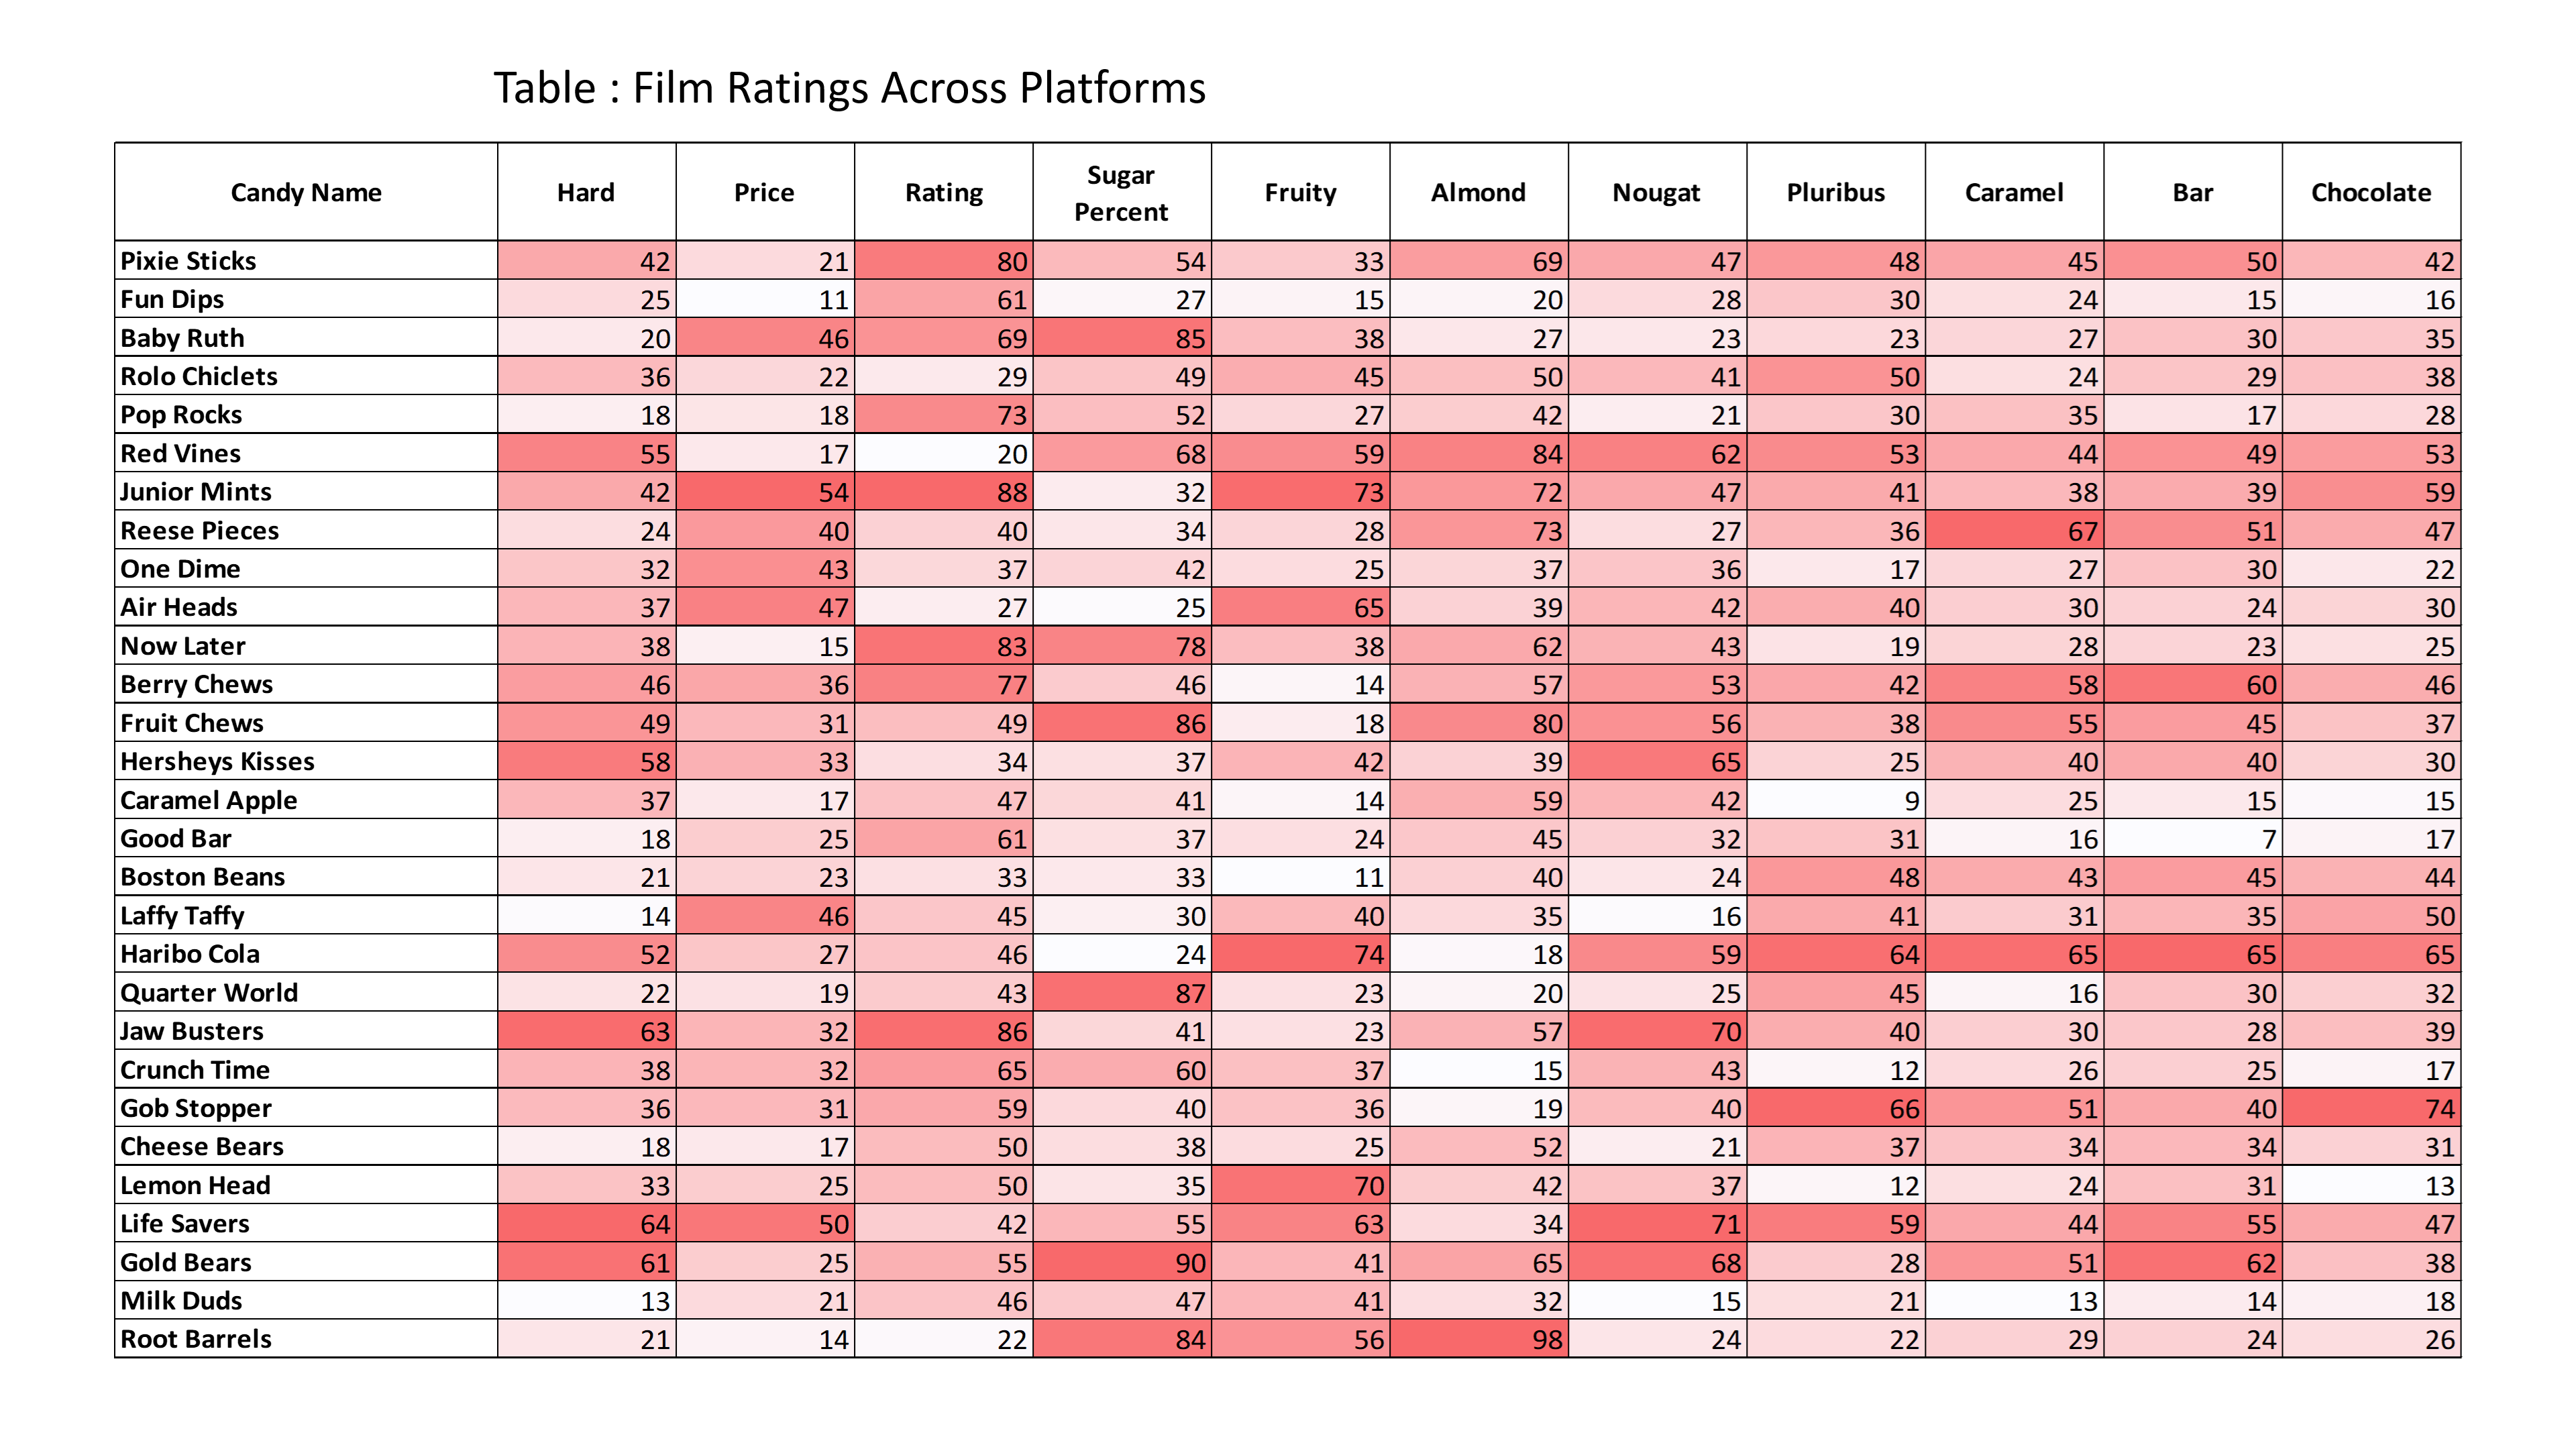 Table : Film Ratings Across Platforms
Candy Name Hard Price Rating Sugar Percent Fruity Almond Nougat Pluribus Caramel Bar Chocolate
Pixie Sticks 42 21 80 54 33 69 47 48 45 50 42
Fun Dips 25 11 61 27 15 20 28 30 24 15 16
Baby Ruth 20 46 69 85 38 27 23 23 27 30 35
Rolo Chiclets 36 22 29 49 45 50 41 50 24 29 38
Pop Rocks 18 18 73 52 27 42 21 30 35 17 28
Red Vines 55 17 20 68 59 84 62 53 44 49 53
Junior Mints 42 54 88 32 73 72 47 41 38 39 59
Reese Pieces 24 40 40 34 28 73 27 36 67 51 47
One Dime 32 43 37 42 25 37 36 17 27 30 22
Air Heads 37 47 27 25 65 39 42 40 30 24 30
Now Later 38 15 83 78 38 62 43 19 28 23 25
Berry Chews 46 36 77 46 14 57 53 42 58 60 46
Fruit Chews 49 31 49 86 18 80 56 38 55 45 37
Hersheys Kisses 58 33 34 37 42 39 65 25 40 40 30
Caramel Apple 37 17 47 41 14 59 42 9 25 15 15
Good Bar 18 25 61 37 24 45 32 31 16 7 17
Boston Beans 21 23 33 33 11 40 24 48 43 45 44
Laffy Taffy 14 46 45 30 40 35 16 41 31 35 50
Haribo Cola 52 27 46 24 74 18 59 64 65 65 65
Quarter World 22 19 43 87 23 20 25 45 16 30 32
Jaw Busters 63 32 86 41 23 57 70 40 30 28 39
Crunch Time 38 32 65 60 37 15 43 12 26 25 17
Gob Stopper 36 31 59 40 36 19 40 66 51 40 74
Cheese Bears 18 17 50 38 25 52 21 37 34 34 31
Lemon Head 33 25 50 35 70 42 37 12 24 31 13
Life Savers 64 50 42 55 63 34 71 59 44 55 47
Gold Bears 61 25 55 90 41 65 68 28 51 62 38
Milk Duds 13 21 46 47 41 32 15 21 13 14 18
Root Barrels 21 14 22 84 56 98 24 22 29 24 26